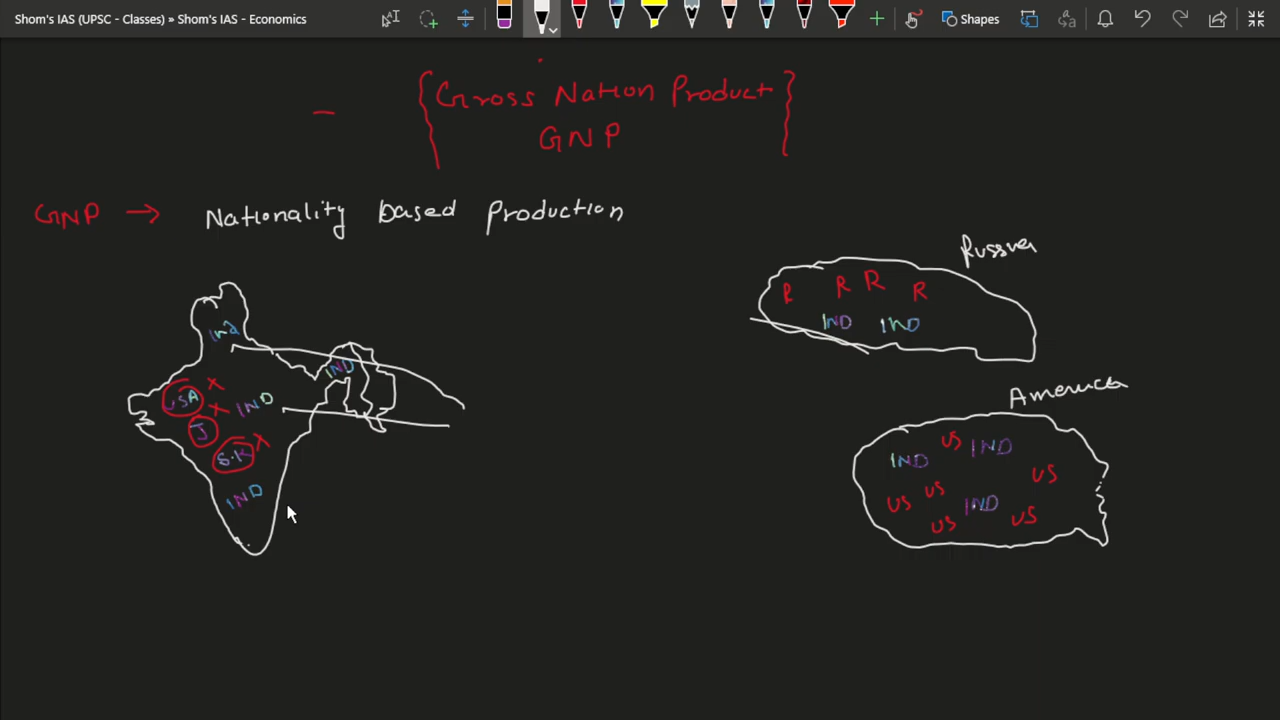 Shom's IAS (UPSC - Classes) » Shom's IAS - Economics
Shapes
- {Gross Nation Product}
GNP
GNP → Nationality based Production
Russia
R R R R
IND IND
Ind
IND
USA X
X IND
J
S.K X
IND
America
US IND
IND
US
US US IND
US US